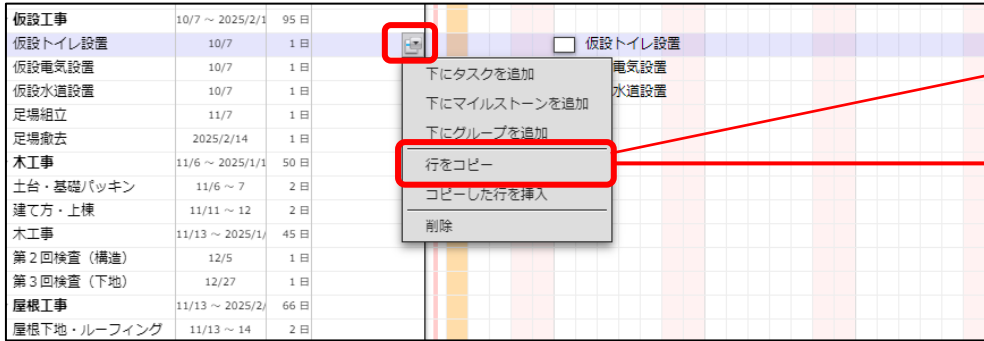 仮設工事 10/7 ～ 2025/2/1 95 日
仮設トイレ設置 10/7 1 日 仮設トイレ設置
仮設電気設置 10/7 1 日 電気設置
仮設水道設置 10/7 1 日 水道設置
足場組立 11/7 1 日
足場撤去 2025/2/14 1 日
木工事 11/6 ～ 2025/1/1 50 日
土台・基礎パッキン 11/6 ～ 7 2 日
建て方・上棟 11/11 ～ 12 2 日
木工事 11/13 ～ 2025/1/ 45 日
第２回検査（構造） 12/5 1 日
第３回検査（下地） 12/27 1 日
屋根工事 11/13 ～ 2025/2/ 66 日
屋根下地・ルーフィング 11/13 ～ 14 2 日
下にタスクを追加
下にマイルストーンを追加
下にグループを追加
行をコピー
コピーした行を挿入
削除